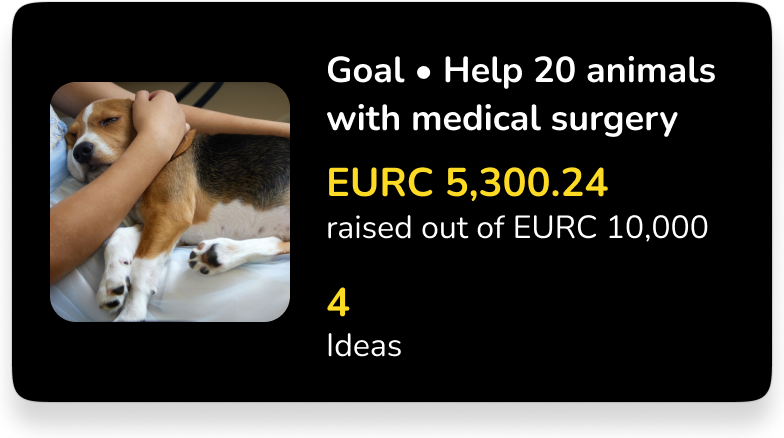 Goal • Help 20 animals
with medical surgery
EURC 5,300.24
raised out of EURC 10,000
4
Ideas